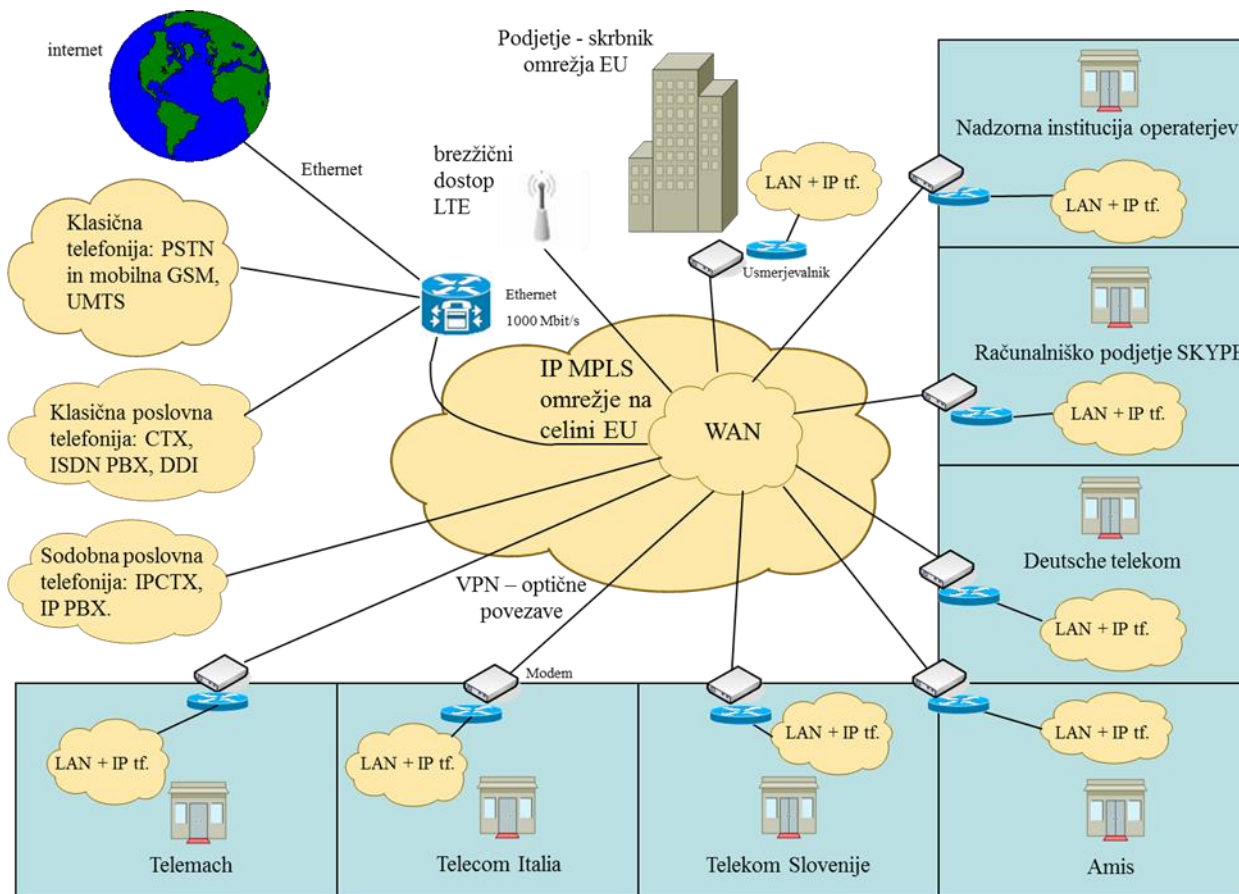 internet
Podjetje - skrbnik
omrežja EU
Nadzorna institucija operaterjev
LAN + IP tf.
Ethernet
brezžični
dostop
LTE
LAN + IP tf.
Usmerjevalnik
Klasična
telefonija: PSTN
in mobilna GSM,
UMTS
Ethernet
1000 Mbit/s
Računalniško podjetje SKYPE
LAN + IP tf.
IP MPLS
omrežje na
celini EU
WAN
Klasična poslovna
telefonija: CTX,
ISDN PBX, DDI
Deutsche telekom
LAN + IP tf.
Sodobna poslovna
telefonija: IPCTX,
IP PBX.
VPN – optične
povezave
Modem
LAN + IP tf.
Telemach
LAN + IP tf.
Telecom Italia
LAN + IP tf.
Telekom Slovenije
LAN + IP tf.
Amis